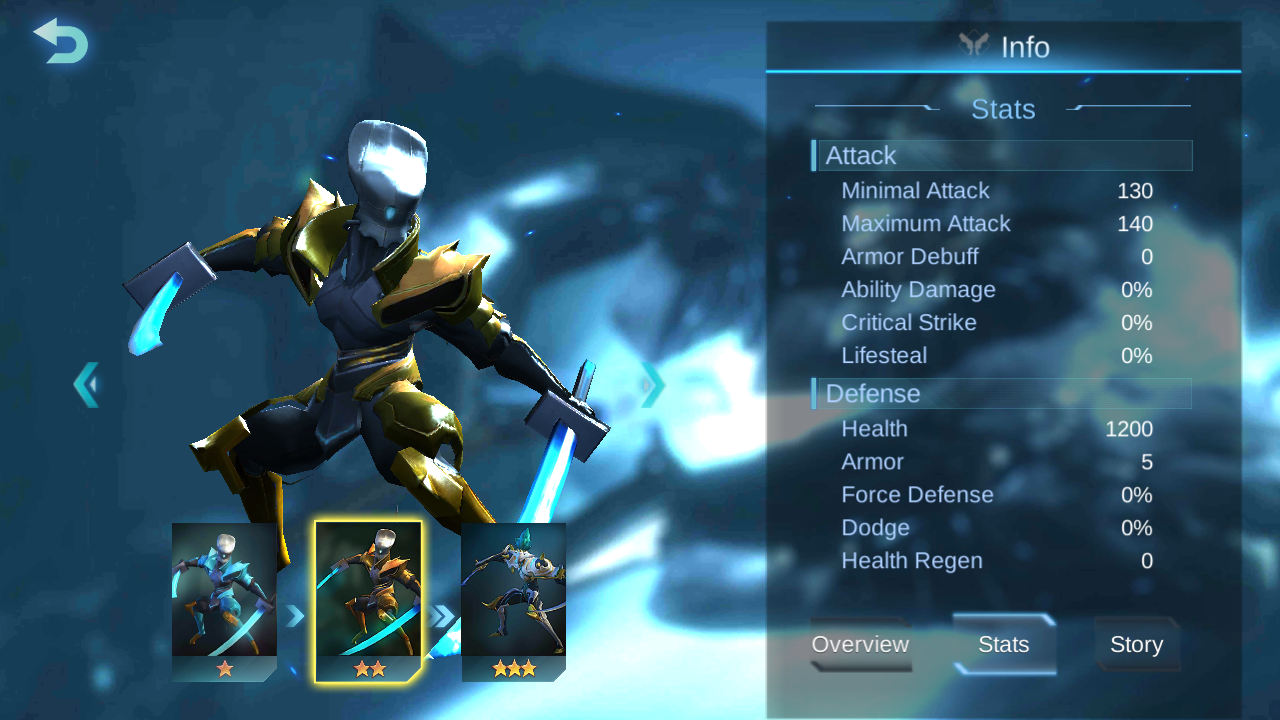 Info
Stats
Attack
Minimal Attack 130
Maximum Attack 140
Armor Debuff 0
Ability Damage 0%
Critical Strike 0%
Lifesteal 0%
Defense
Health 1200
Armor 5
Force Defense 0%
Dodge 0%
Health Regen 0
Overview Stats Story